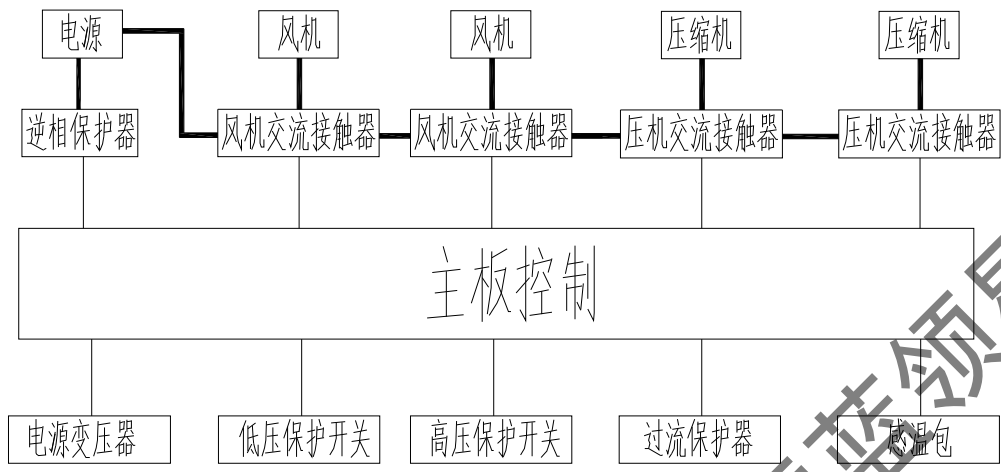 电源 风机 风机 压缩机 压缩机
逆相保护器 风机交流接触器 风机交流接触器 压机交流接触器 压机交流接触器
主板控制
电源变压器 低压保护开关 高压保护开关 过流保护器 感温包
蓝领